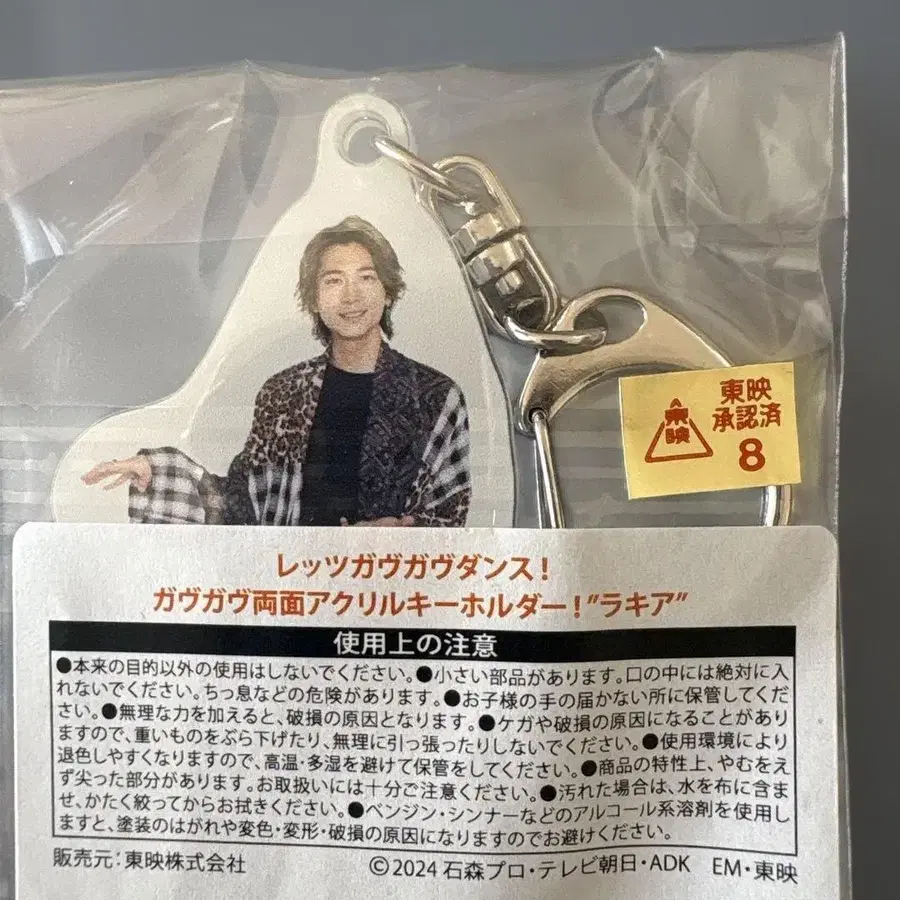 東映
承認済
8
東映
レッツガヴガヴダンス!
ガヴガヴ両面アクリルキーホルダー!"ラキア"
使用上の注意
●本来の目的以外の使用はしないでください。●小さい部品があります。口の中には絶対に入
れないでください。ちっ息などの危険があります。●お子様の手の届かない所に保管してくだ
さい。●無理な力を加えると、破損の原因となります。●ケガや破損の原因になることがあり
ますので、重いものをぶら下げたり、無理に引っ張ったりしないでください。●使用環境により
退色しやすくなりますので、高温・多湿を避けて保管をしてください。●商品の特性上、やむをえ
ず尖った部分があります。お取扱いには十分ご注意ください。●汚れた場合は、水を布に含ま
せ、かたく絞ってからお拭きください。●ベンジン・シンナーなどのアルコール系溶剤を使用し
ますと、塗装のはがれや変色・変形・破損の原因になりますのでお避けください。
販売元:東映株式会社 ©2024 石森プロ・テレビ朝日・ADK EM・東映